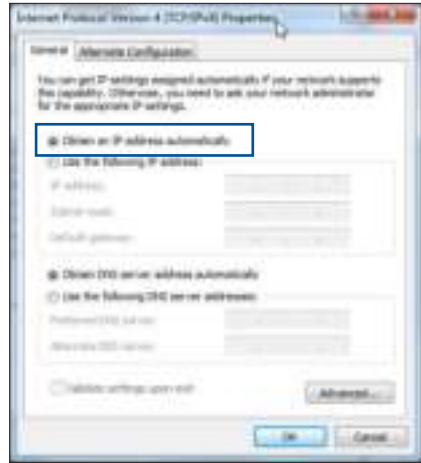 Internet Protocol Version 4 (TCP/IPv4) Properties
General
Alternate Configuration
You can get IP settings assigned automatically if your network supports
this capability. Otherwise, you need to ask your network administrator
for the appropriate IP settings.
Obtain an IP address automatically
Use the following IP address:
IP address:
Subnet mask:
Default gateway:
Obtain DNS server address automatically
Use the following DNS server addresses:
Preferred DNS server:
Alternate DNS server:
Validate settings upon exit
Advanced...
OK
Cancel